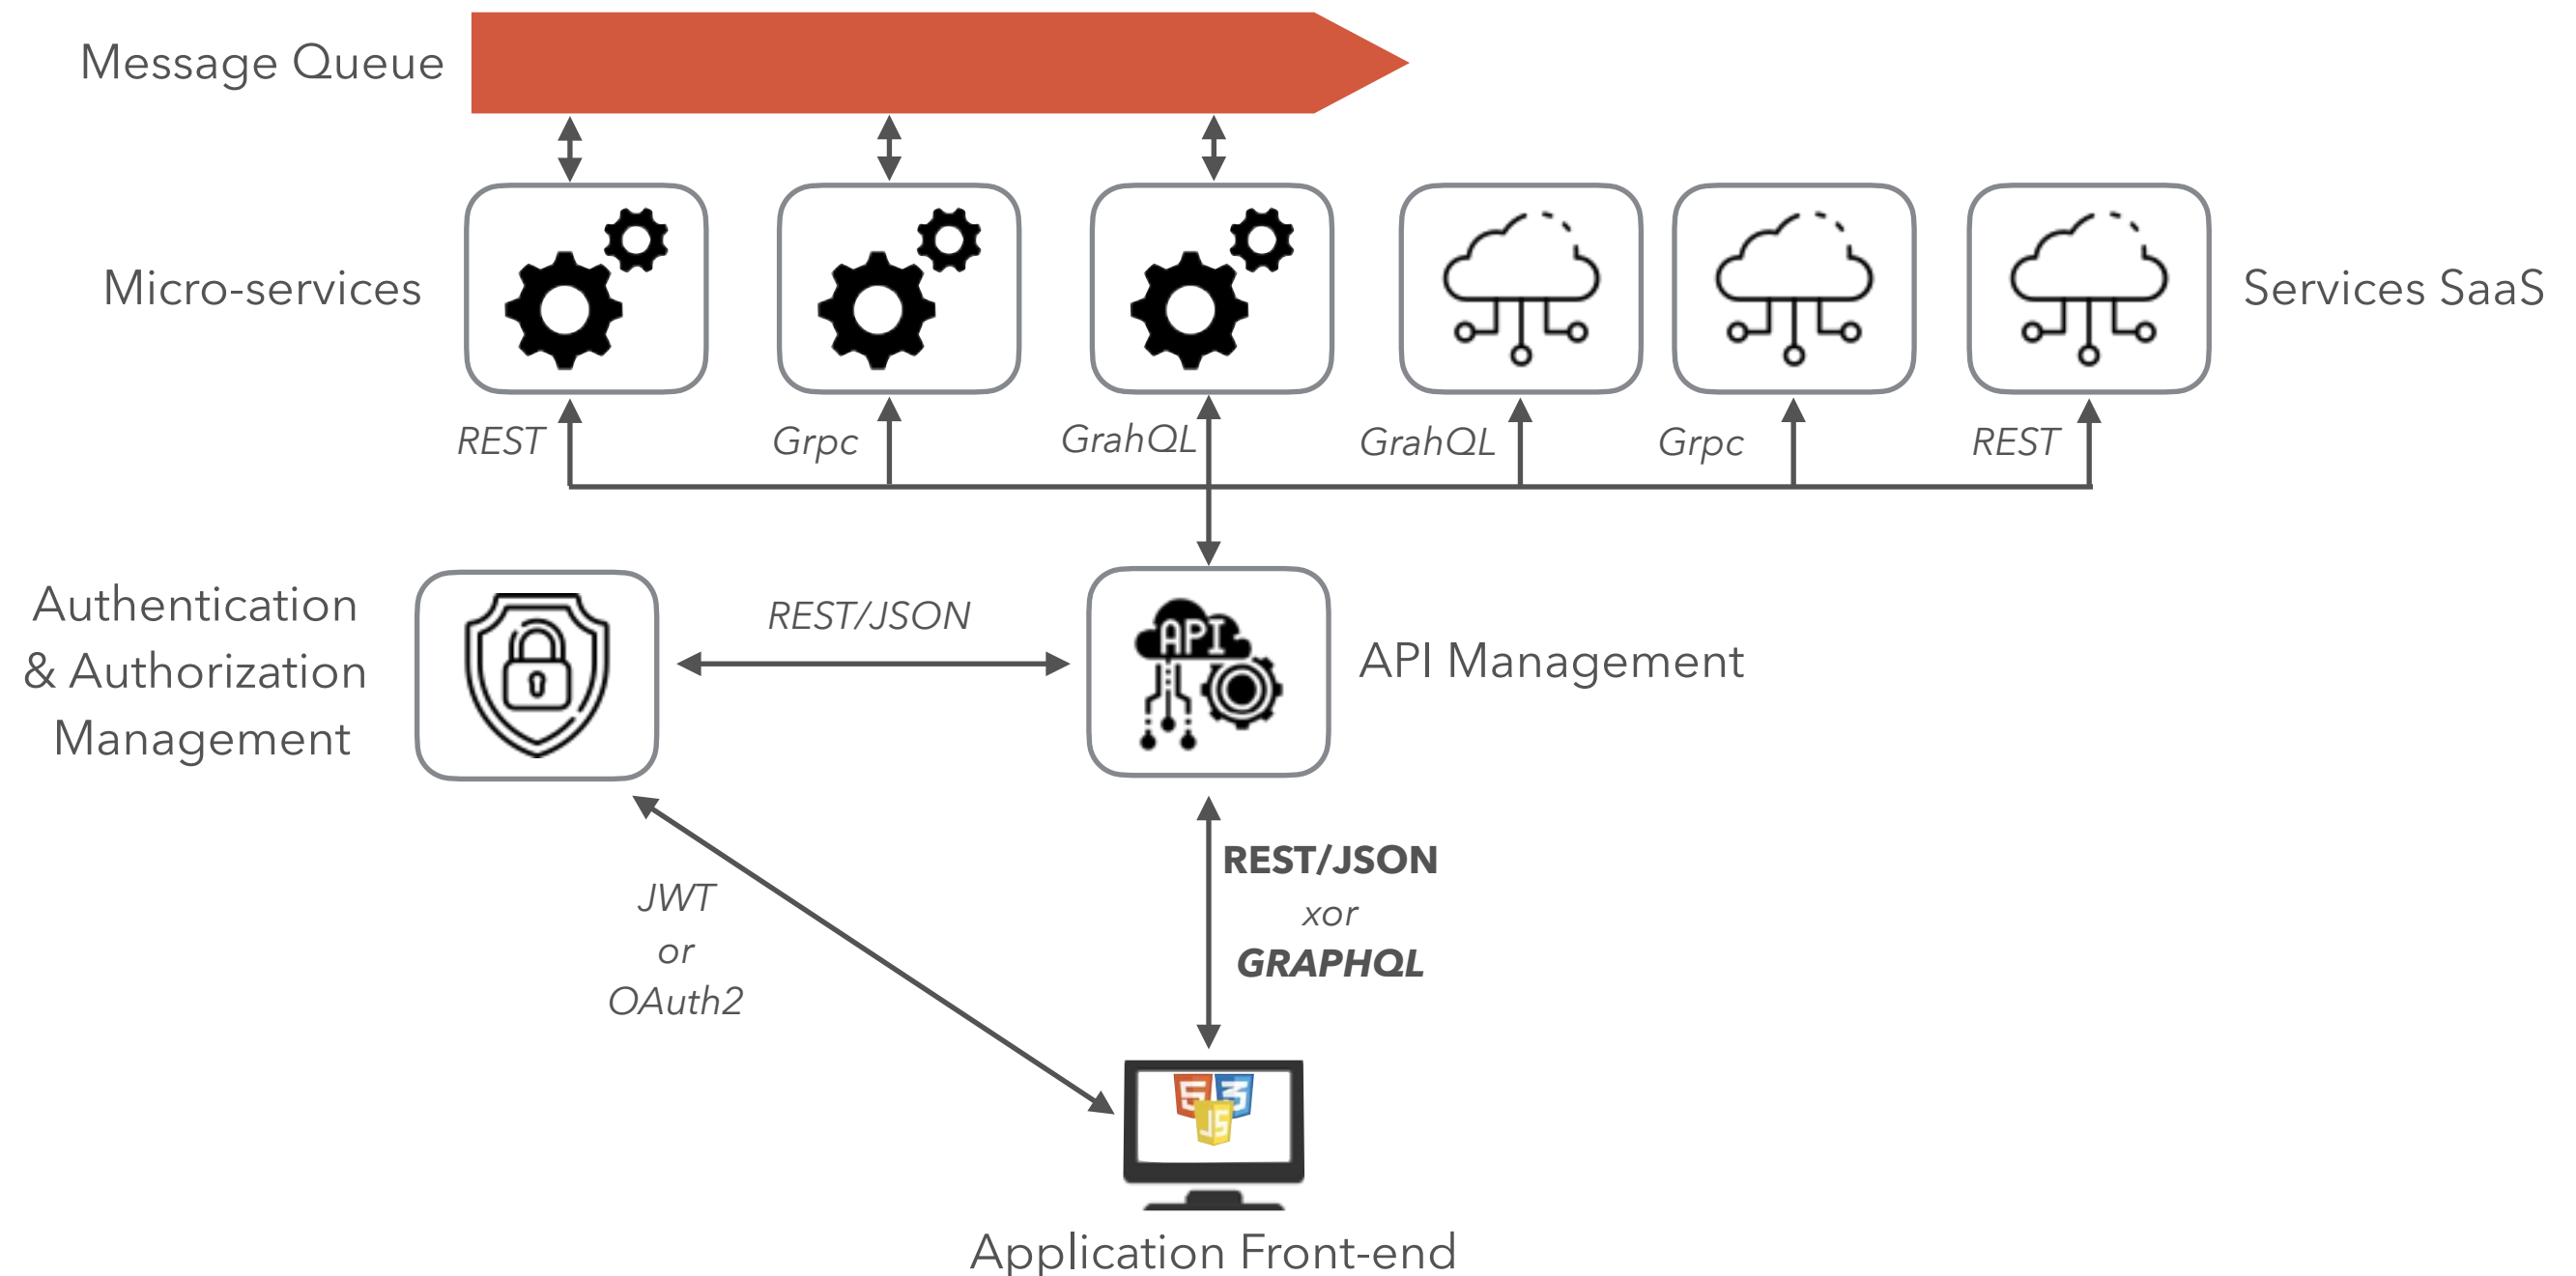 Message Queue
Micro-services
Services SaaS
REST
Grpc
GrahQL
GrahQL
Grpc
REST
Authentication
& Authorization
Management
REST/JSON
API
API Management
JWT
or
OAuth2
REST/JSON
xor
GRAPHQL
5
3
JS
Application Front-end